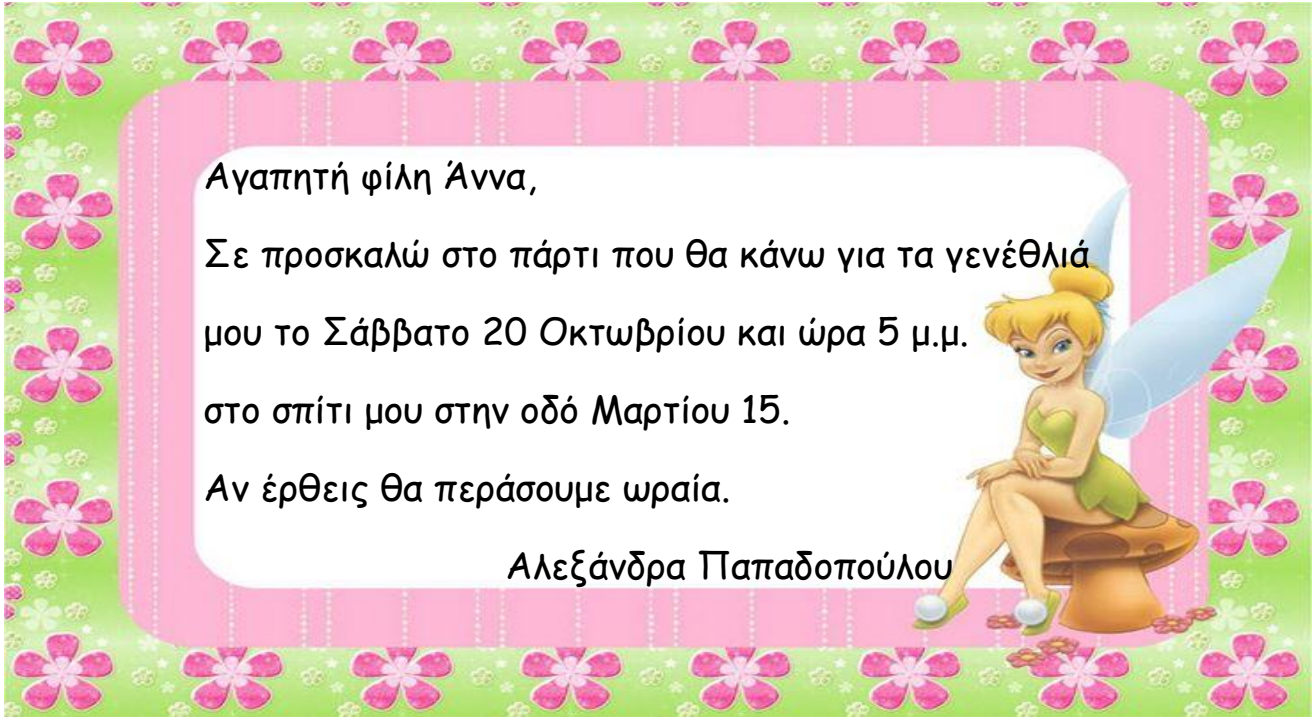 Αγαπητή φίλη Άννα,
Σε προσκαλώ στο πάρτι που θα κάνω για τα γενέθλιά
μου το Σάββατο 20 Οκτωβρίου και ώρα 5 μ.μ.
στο σπίτι μου στην οδό Μαρτίου 15.
Αν έρθεις θα περάσουμε ωραία.
Αλεξάνδρα Παπαδοπούλου